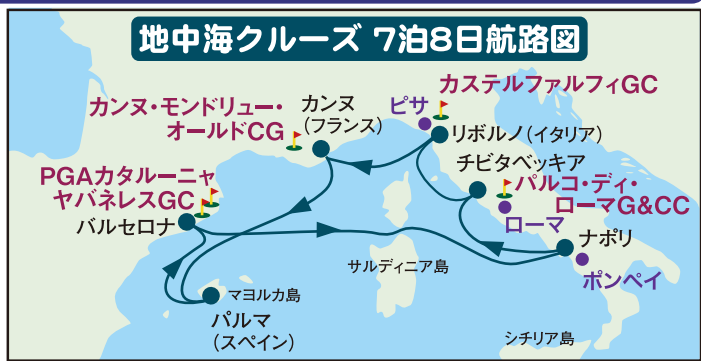 地中海クルーズ 7泊8日航路図
カステルファルフィGC
カンヌ・モンドリュー・
オールドCG
カンヌ
(フランス)
ピサ
リボルノ(イタリア)
チビタベッキア
PGAカタルーニャ
ヤバネレスGC
バルセロナ
パルコ・ディ・
ローマG&CC
ローマ
ナポリ
ポンペイ
サルディニア島
マヨルカ島
パルマ
(スペイン)
シチリア島